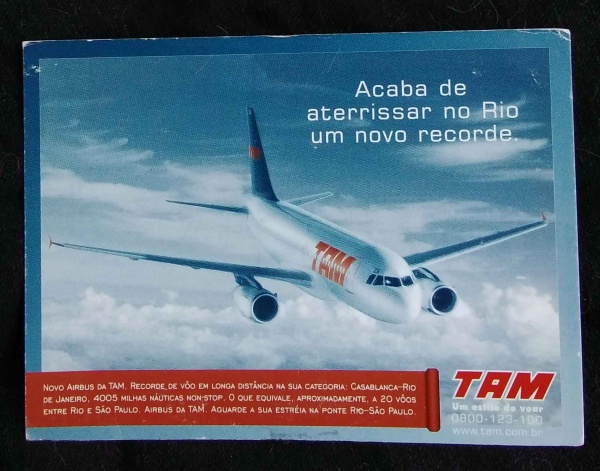 Acaba de
aterrissar no Rio
um novo recorde.
TAM
Novo Airbus da TAM. Recorde de vôo em longa distância na sua categoria: Casablanca-Rio
de Janeiro, 4005 milhas náuticas non-stop. O que equivale, aproximadamente, a 20 vôos
entre Rio e São Paulo. Airbus da TAM. Aguarde a sua estréia na ponte Rio-São Paulo.
TAM
Um estilo de voar
0800-123-100
www.tam.com.br